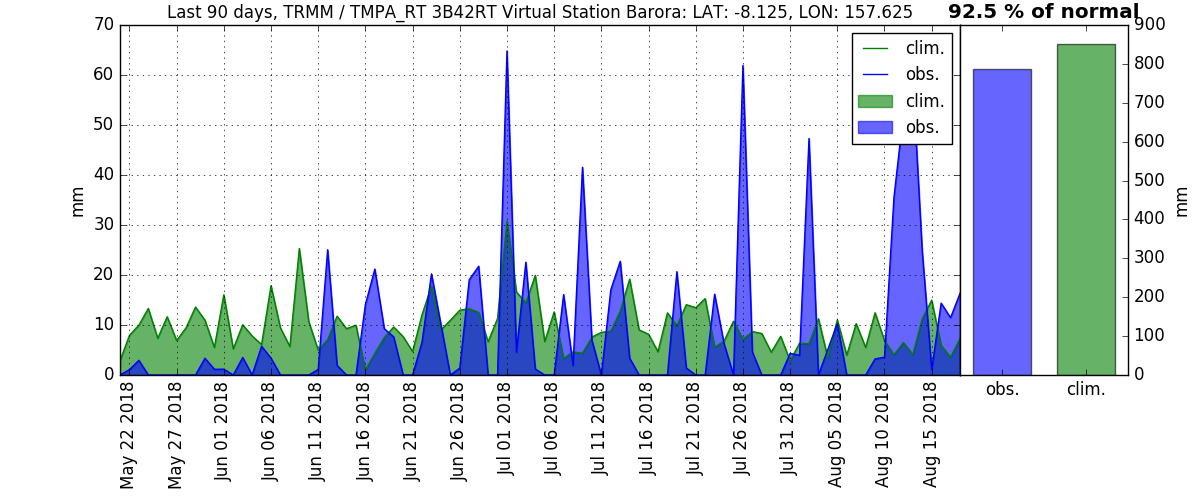 Last 90 days, TRMM / TMPA_RT 3B42RT Virtual Station Barora: LAT: -8.125, LON: 157.625
92.5 % of normal
70
60
50
40
30
20
10
0
mm
clim.
obs.
clim.
obs.
900
800
700
600
500
400
300
200
100
0
mm
obs.
clim.
May 22 2018
May 27 2018
Jun 01 2018
Jun 06 2018
Jun 11 2018
Jun 16 2018
Jun 21 2018
Jun 26 2018
Jul 01 2018
Jul 06 2018
Jul 11 2018
Jul 16 2018
Jul 21 2018
Jul 26 2018
Jul 31 2018
Aug 05 2018
Aug 10 2018
Aug 15 2018